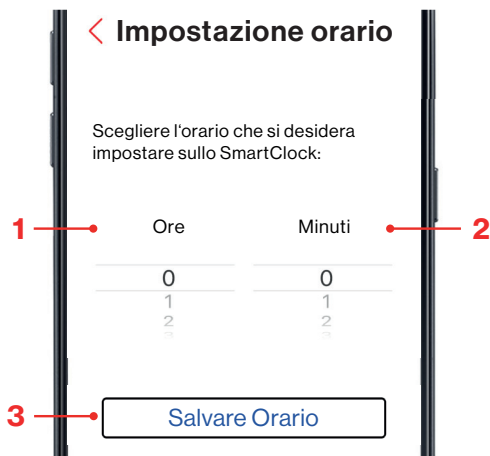 Impostazione orario
Scegliere l'orario che si desidera
impostare sullo SmartClock:
1 Ore Minuti 2
0 0
1 1
2 2
3 Salvare Orario